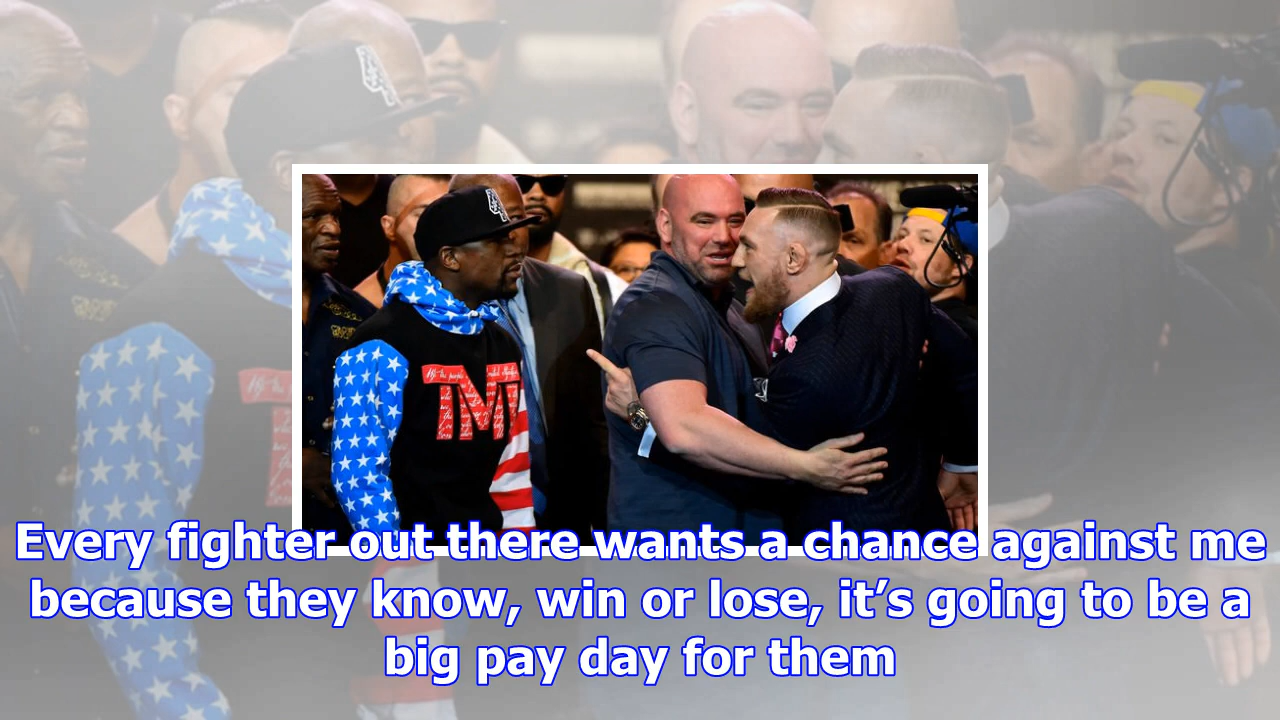 TMT
Every fighter out there wants a chance against me
because they know, win or lose, it’s going to be a
big pay day for them